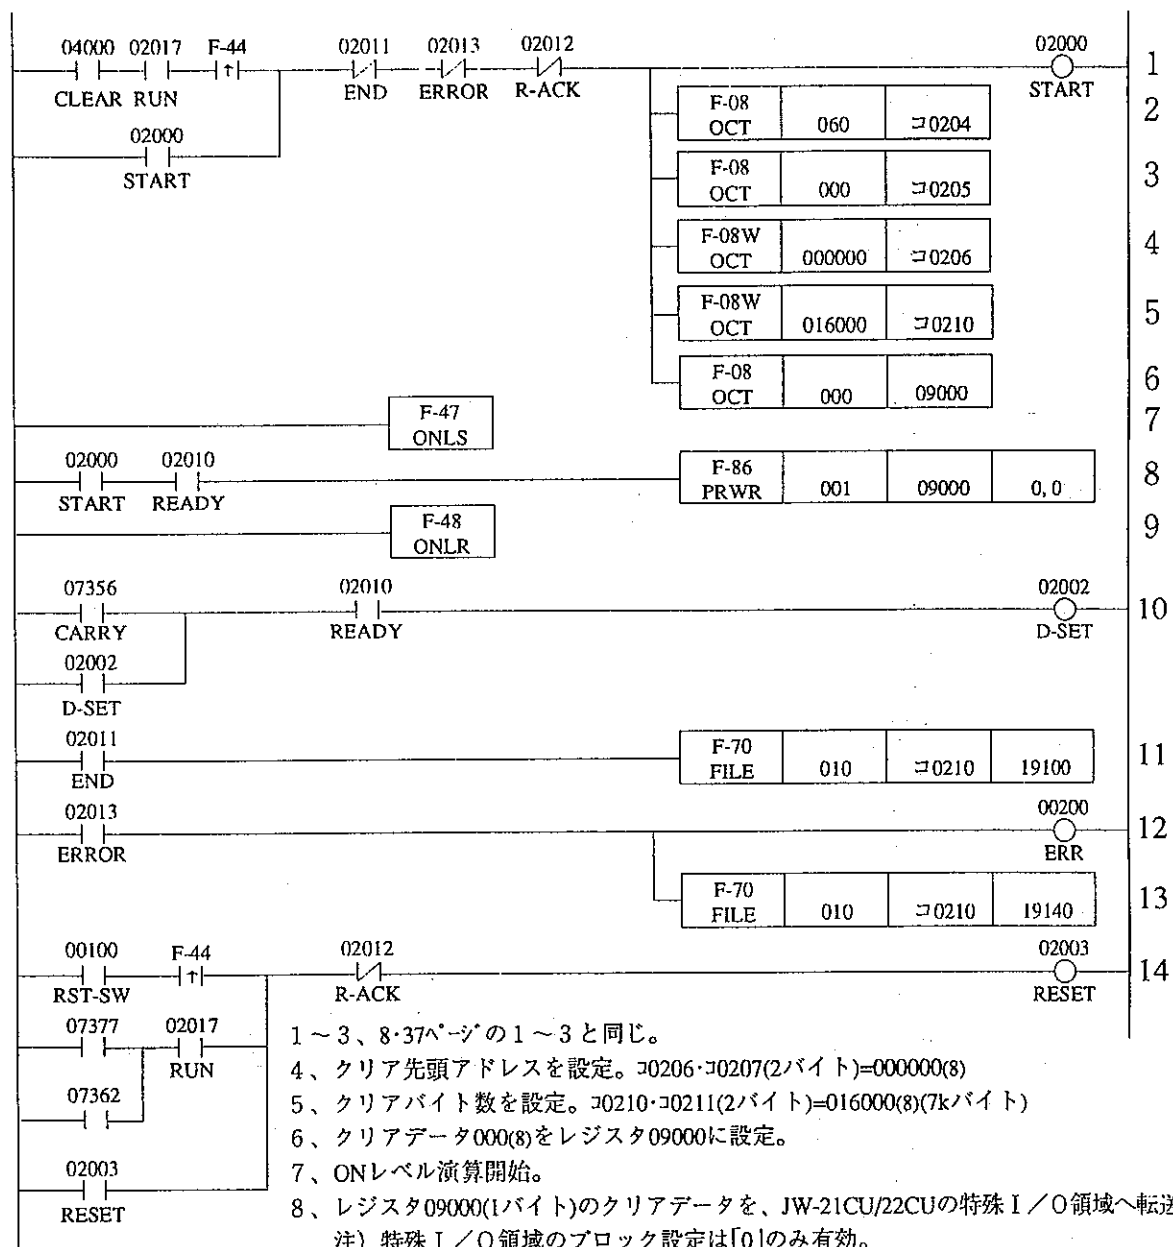 04000 02017 F-44 02011 02013 02012 02000
↑ 1
CLEAR RUN END ERROR R-ACK START
F-08 2
OCT 060 コ0204
02000
START
F-08 3
OCT 000 コ0205
F-08W 4
OCT 000000 コ0206
F-08W 5
OCT 016000 コ0210
F-08 6
OCT 000 09000
F-47 7
ONLS
02000 02010 F-86 8
START READY PRWR 001 09000 0, 0
F-48 9
ONLR
07356 02010 02002
10
CARRY READY D-SET
02002
D-SET
02011 F-70 11
END FILE 010 コ0210 19100
02013 00200
12
ERROR ERR
F-70 13
FILE 010 コ0210 19140
00100 F-44 02012 02003
↑ 14
RST-SW R-ACK RESET
07377 02017
RUN
07362
02003
RESET
1～3、8・37ページの1～3と同じ。
4、クリア先頭アドレスを設定。コ0206・コ0207(2バイト)=000000(8)
5、クリアバイト数を設定。コ0210・コ0211(2バイト)=016000(8)(7kバイト)
6、クリアデータ000(8)をレジスタ09000に設定。
7、ONレベル演算開始。
8、レジスタ09000(1バイト)のクリアデータを、JW-21CU/22CUの特殊Ｉ／Ｏ領域へ転送
注）特殊Ｉ／Ｏ領域のブロック設定は「0」のみ有効。